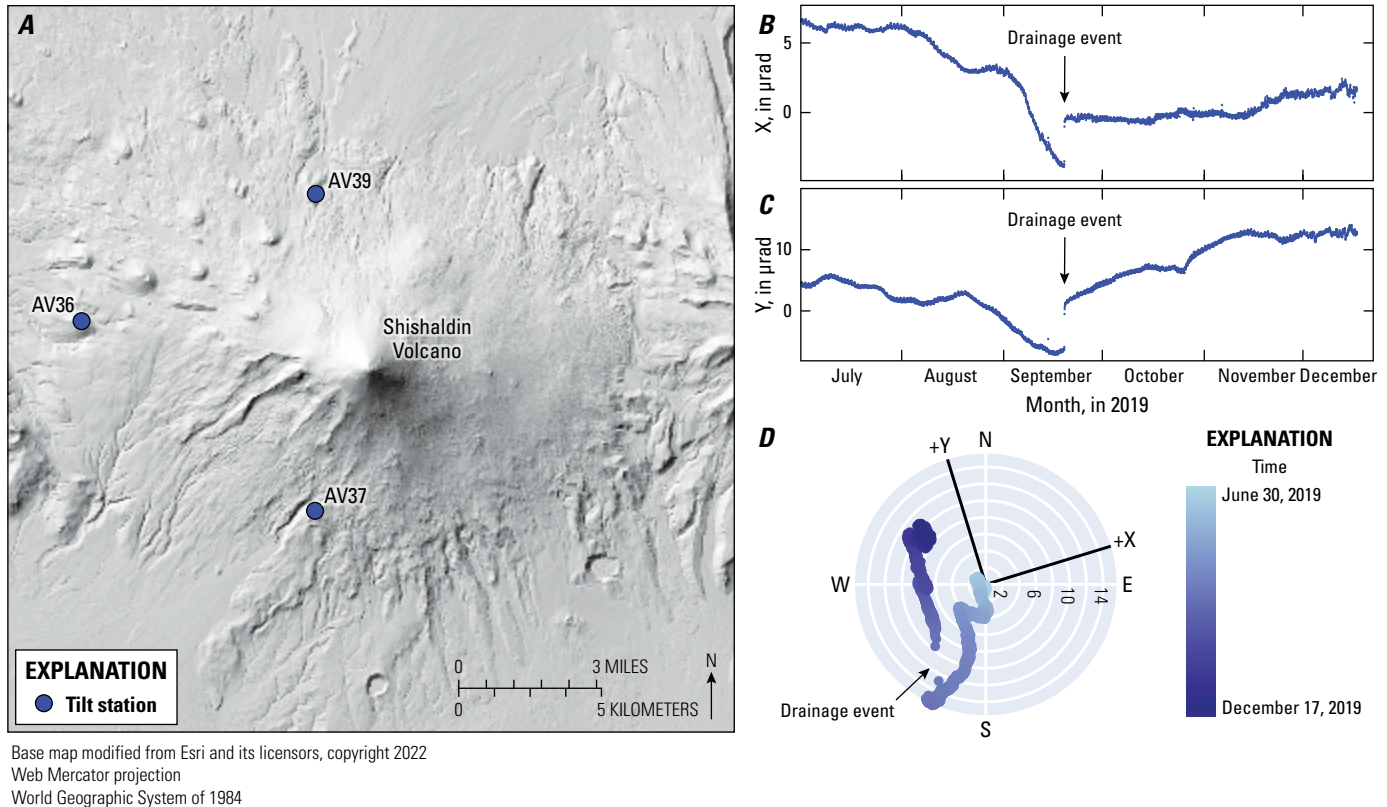 A
AV39
AV36
Shishaldin
Volcano
AV37
EXPLANATION
Tilt station
0 3 MILES
0 5 KILOMETERS
N
Base map modified from Esri and its licensors, copyright 2022
Web Mercator projection
World Geographic System of 1984
B
Drainage event
5
0
X, in µrad
C
Drainage event
10
0
Y, in µrad
July August September October November December
Month, in 2019
D
+Y
N
+X
W
E
2 6 10 14
Drainage event
S
EXPLANATION
Time
June 30, 2019
December 17, 2019